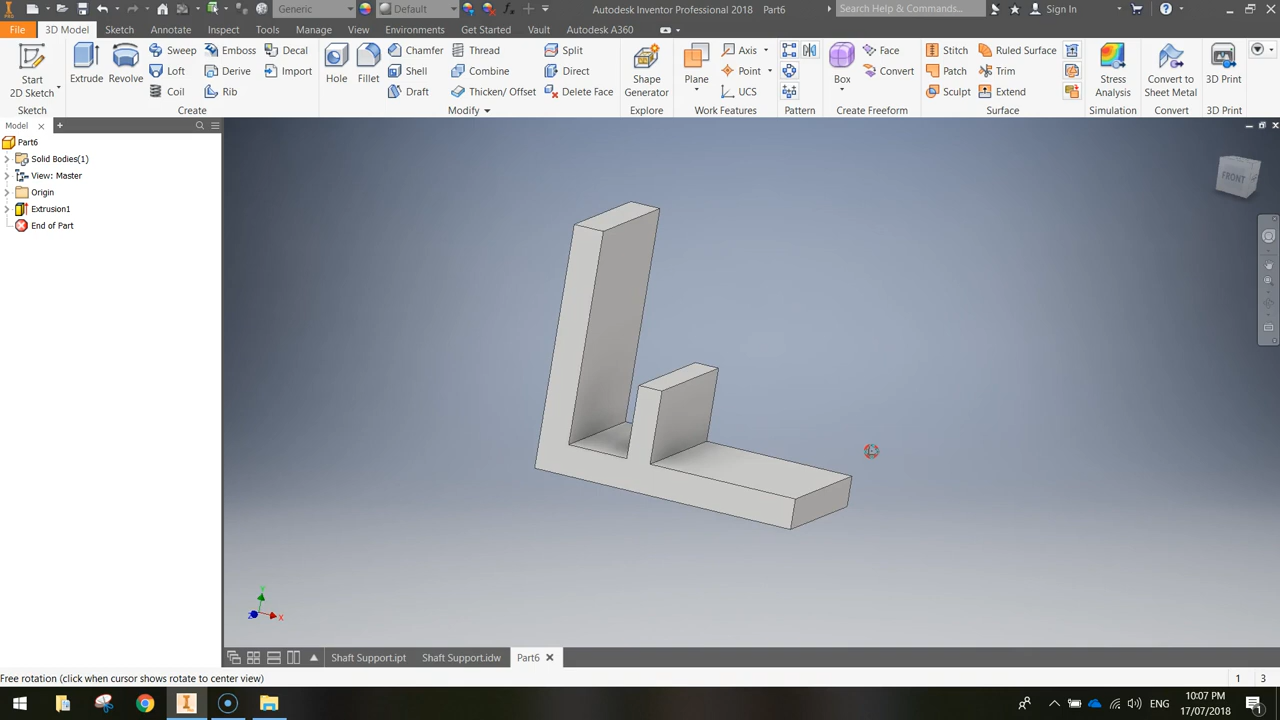 PRO
Generic
Default
Autodesk Inventor Professional 2018 Part6
Search Help & Commands...
Sign In
File
3D Model
Sketch
Annotate
Inspect
Tools
Manage
View
Environments
Get Started
Vault
Autodesk A360
Start
2D Sketch
Sketch
Extrude
Revolve
Sweep
Emboss
Decal
Loft
Derive
Import
Coil
Rib
Create
Hole
Fillet
Chamfer
Thread
Split
Shell
Combine
Direct
Draft
Thicken/ Offset
Delete Face
Modify
Shape
Generator
Explore
Plane
Axis
Point
UCS
Work Features
Pattern
Box
Face
Convert
Create Freeform
Stitch
Ruled Surface
Patch
Trim
Sculpt
Extend
Surface
Stress
Analysis
Simulation
Convert to
Sheet Metal
Convert
3D Print
3D Print
Model
Part6
Solid Bodies(1)
View: Master
Origin
Extrusion1
End of Part
FRONT
Y
Z
X
Shaft Support.ipt
Shaft Support.idw
Part6
Free rotation (click when cursor shows rotate to center view)
1 3
ENG
10:07 PM
17/07/2018
1